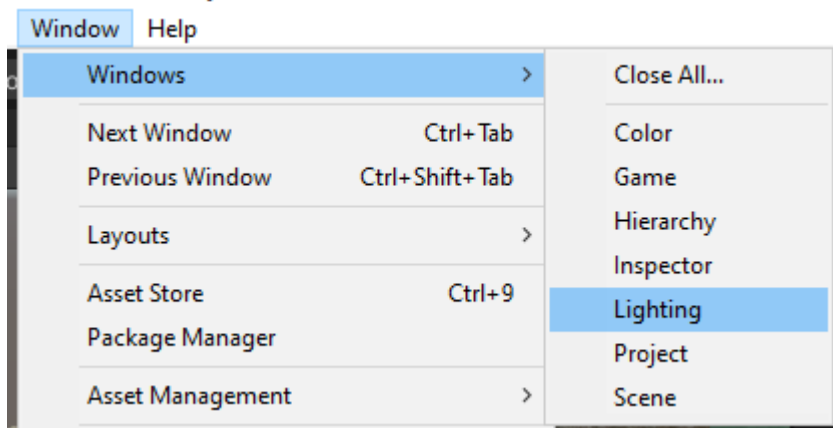 Window Help
Windows >
Next Window Ctrl+Tab
Previous Window Ctrl+Shift+Tab
Layouts >
Asset Store Ctrl+9
Package Manager
Asset Management >
Close All...
Color
Game
Hierarchy
Inspector
Lighting
Project
Scene